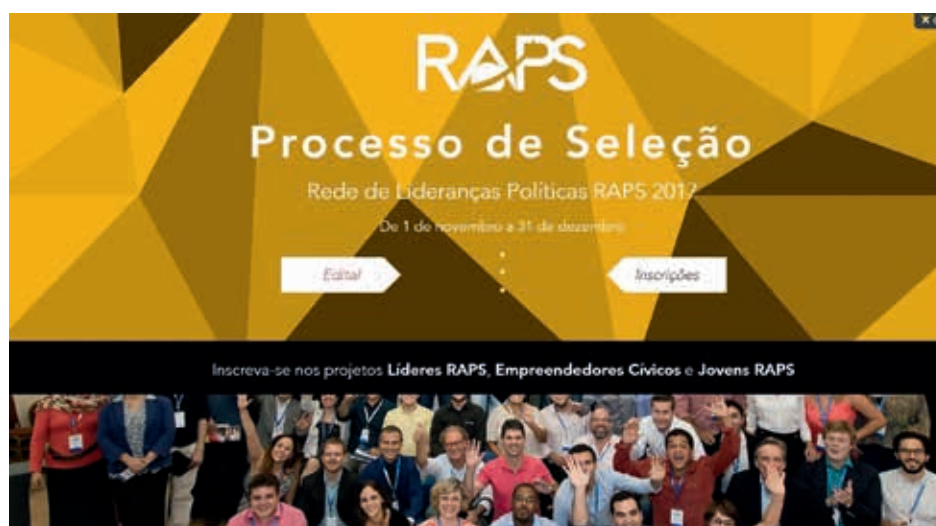 RAPS
Processo de Seleção
Rede de Lideranças Políticas RAPS 2017
De 1 de novembro a 31 de dezembro
Edital
Inscrições
Inscreva-se nos projetos Líderes RAPS, Empreendedores Cívicos e Jovens RAPS